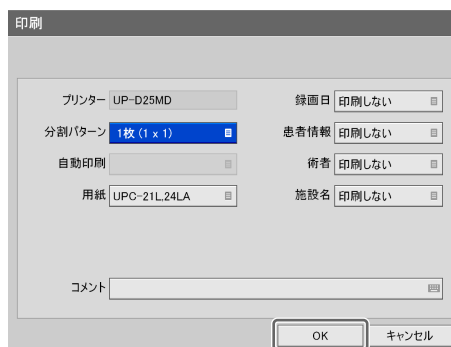 印刷
プリンター UP-D25MD 録画日 印刷しない
分割パターン 1枚 (1 x 1) 患者情報 印刷しない
自動印刷 術者 印刷しない
用紙 UPC-21L,24LA 施設名 印刷しない
コメント
OK キャンセル